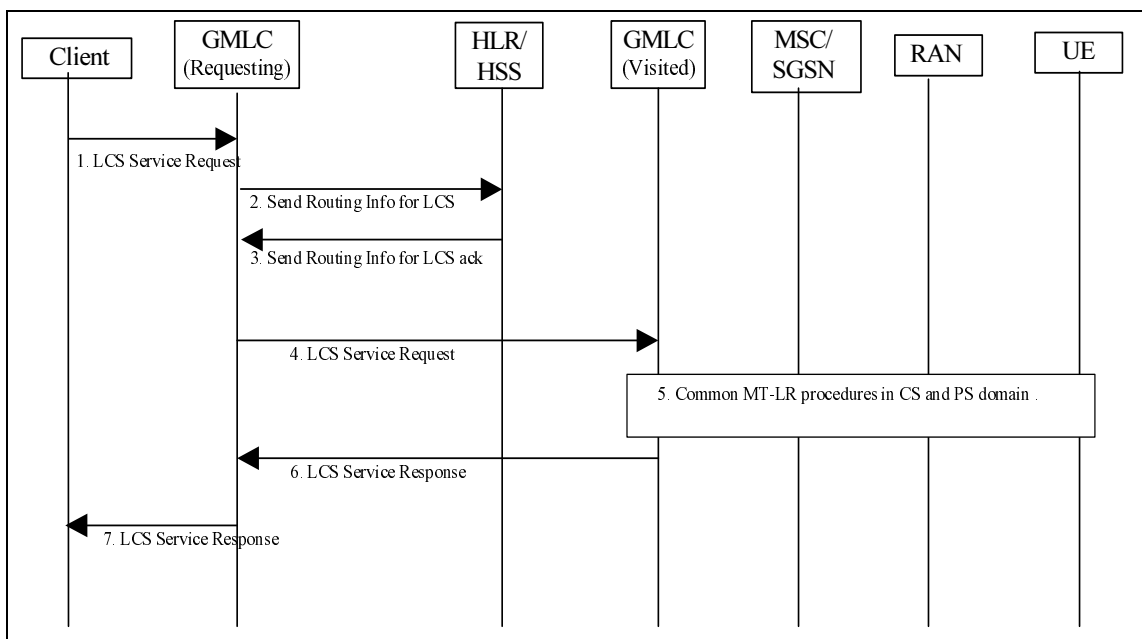 Client
GMLC
(Requesting)
HLR/
HSS
GMLC
(Visited)
MSC/
SGSN
RAN
UE
1. LCS Service Request
2. Send Routing Info for LCS
3. Send Routing Info for LCS ack
4. LCS Service Request
5. Common MT-LR procedures in CS and PS domain .
6. LCS Service Response
7. LCS Service Response